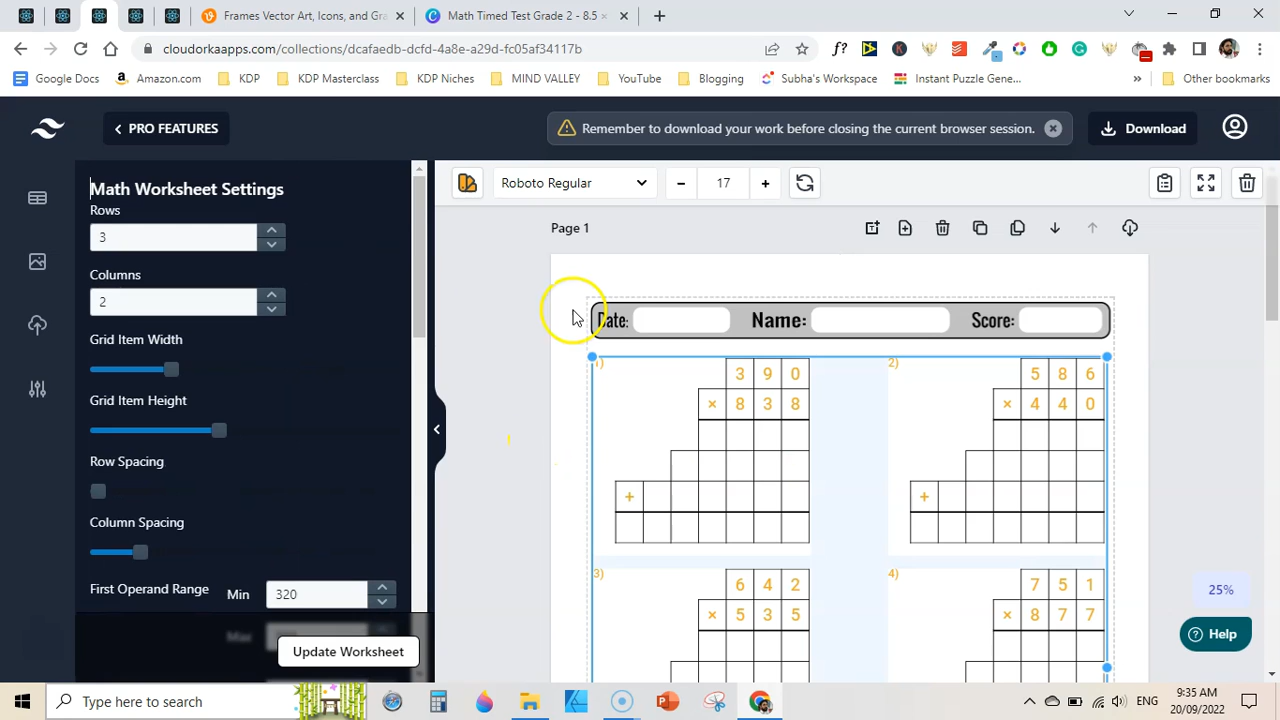 Frames Vector Art, Icons, and Gra
Math Timed Test Grade 2 - 8.5
cloudorkaapps.com/collections/dcafaedb-dcfd-4a8e-a29d-fc05af34117b
Docs
Amazon.com
KDP
KDP Masterclass
KDP Niches
MIND VALLEY
YouTube
Blogging
Subha's Workspace
Instant Puzzle Gene...
Other bookmarks
PRO FEATURES
Remember to download your work before closing the current browser session.
Download
Math Worksheet Settings
Rows
3
Columns
2
Grid Item Width
Grid Item Height
Row Spacing
Column Spacing
First Operand Range
Min
320
Max
Update Worksheet
Roboto Regular
17
Page 1
Date:
Name:
Score:
1)
3 9 0
× 8 3 8
+
2)
5 8 6
× 4 4 0
+
3)
6 4 2
× 5 3 5
4)
7 5 1
× 8 7 7
25%
Help
Type here to search
ENG
9:35 AM
20/09/2022